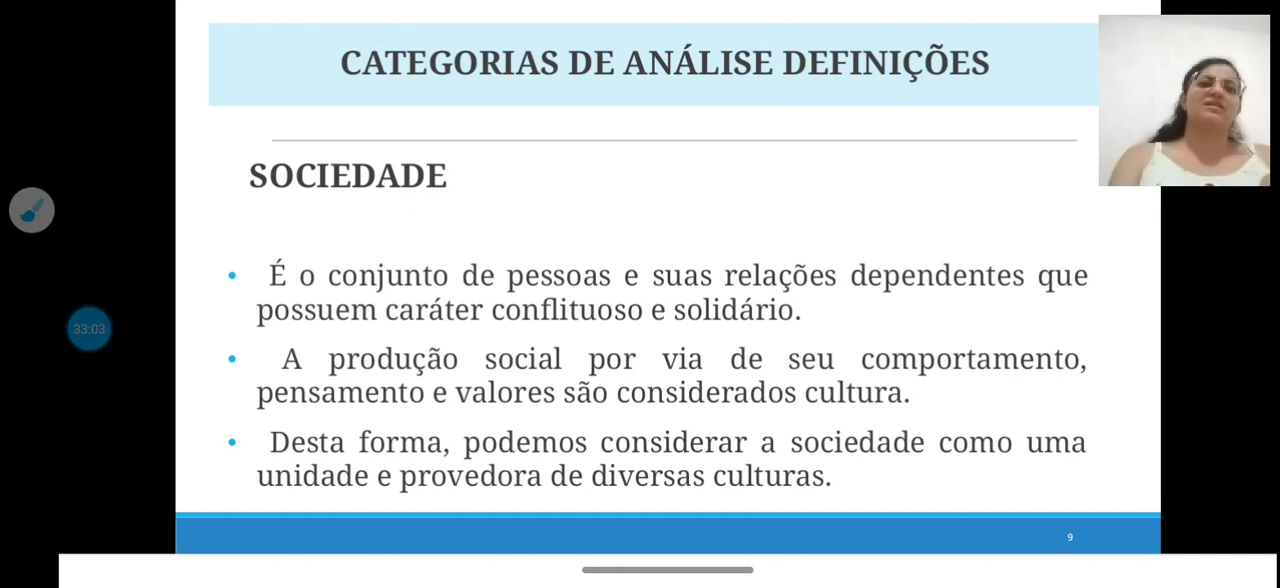 CATEGORIAS DE ANÁLISE DEFINIÇÕES
SOCIEDADE
• É o conjunto de pessoas e suas relações dependentes que
possuem caráter conflituoso e solidário.
33:03
• A produção social por via de seu comportamento,
pensamento e valores são considerados cultura.
• Desta forma, podemos considerar a sociedade como uma
unidade e provedora de diversas culturas.
9